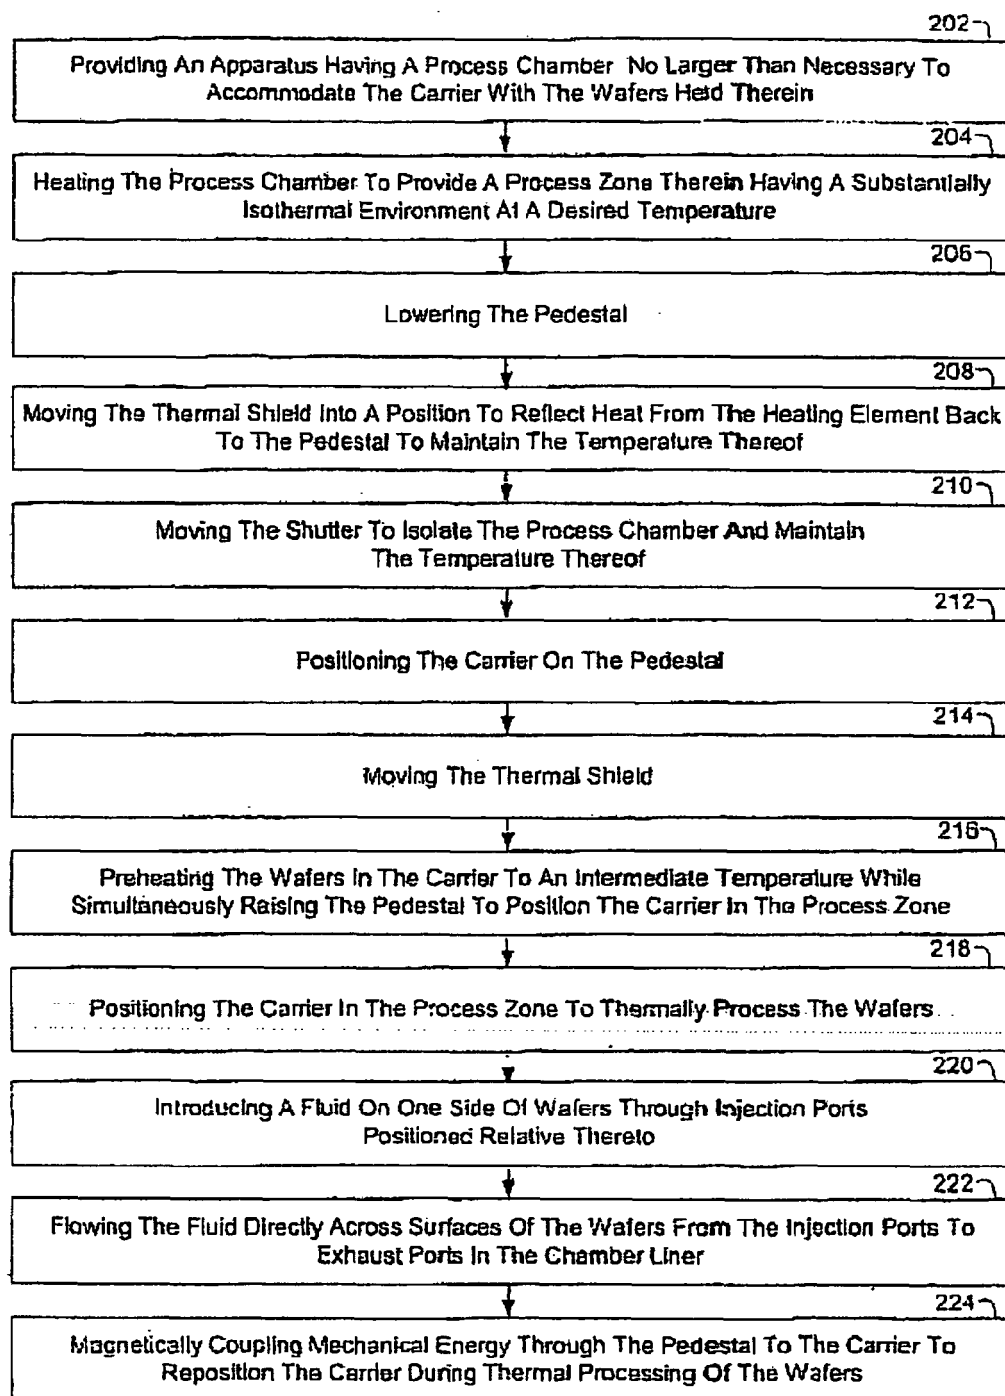 202
Providing An Apparatus Having A Process Chamber No Larger Than Necessary To
Accommodate The Carrier With The Wafers Held Therein
204
Heating The Process Chamber To Provide A Process Zone Therein Having A Substantially
Isothermal Environment At A Desired Temperature
206
Lowering The Pedestal
208
Moving The Thermal Shield Into A Position To Reflect Heat From The Heating Element Back
To The Pedestal To Maintain The Temperature Thereof
210
Moving The Shutter To Isolate The Process Chamber And Maintain
The Temperature Thereof
212
Positioning The Carrier On The Pedestal
214
Moving The Thermal Shield
216
Preheating The Wafers In The Carrier To An Intermediate Temperature While
Simultaneously Raising The Pedestal To Position The Carrier In The Process Zone
218
Positioning The Carrier In The Process Zone To Thermally Process The Wafers
220
Introducing A Fluid On One Side Of Wafers Through Injection Ports
Positioned Relative Thereto
222
Flowing The Fluid Directly Across Surfaces Of The Wafers From The Injection Ports To
Exhaust Ports In The Chamber Liner
224
Magnetically Coupling Mechanical Energy Through The Pedestal To The Carrier To
Reposition The Carrier During Thermal Processing Of The Wafers